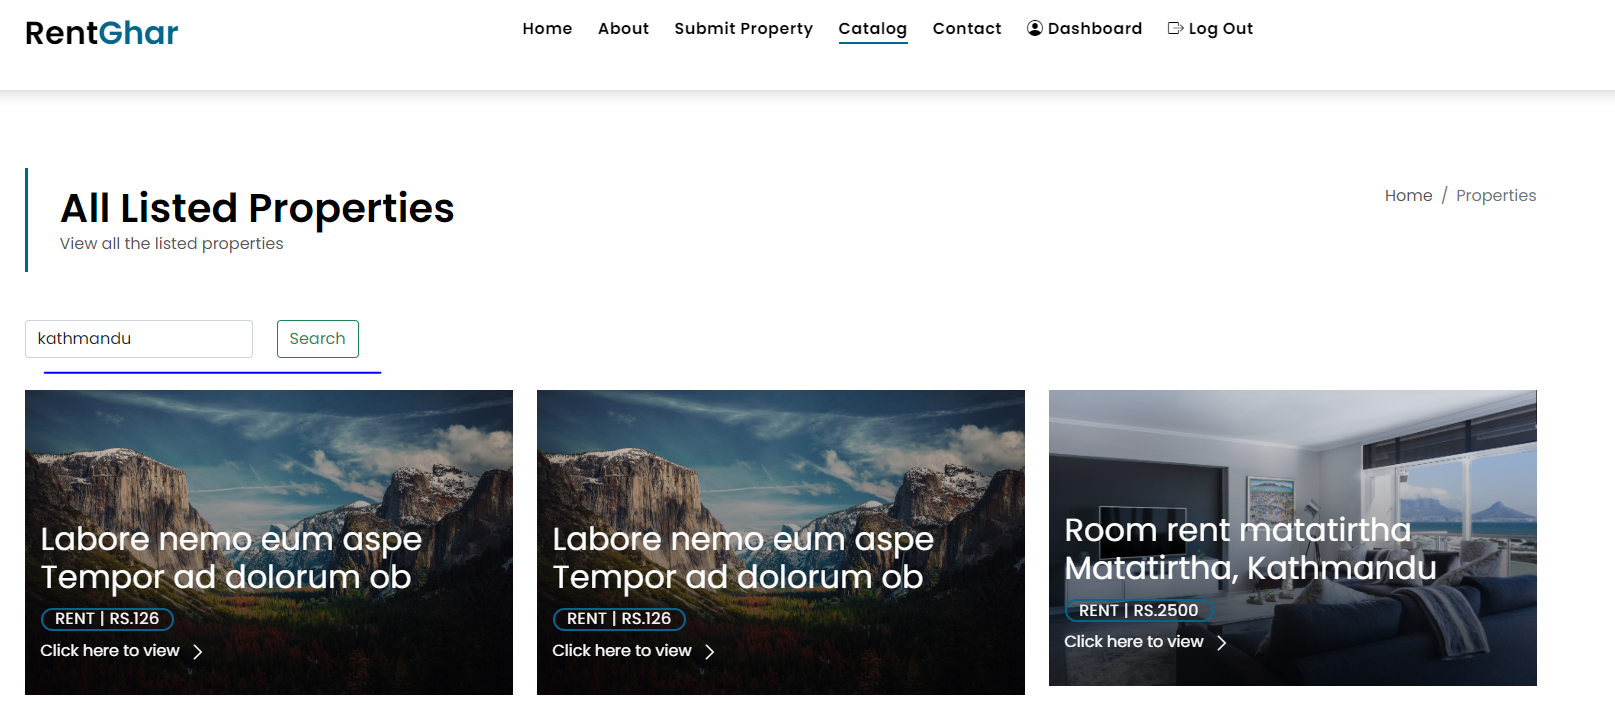 RentGhar
Home About Submit Property Catalog Contact Dashboard Log Out
All Listed Properties
View all the listed properties
Home / Properties
kathmandu
Search
Labore nemo eum aspe
Tempor ad dolorum ob
RENT | RS.126
Click here to view
Labore nemo eum aspe
Tempor ad dolorum ob
RENT | RS.126
Click here to view
Room rent matatirtha
Matatirtha, Kathmandu
RENT | RS.2500
Click here to view